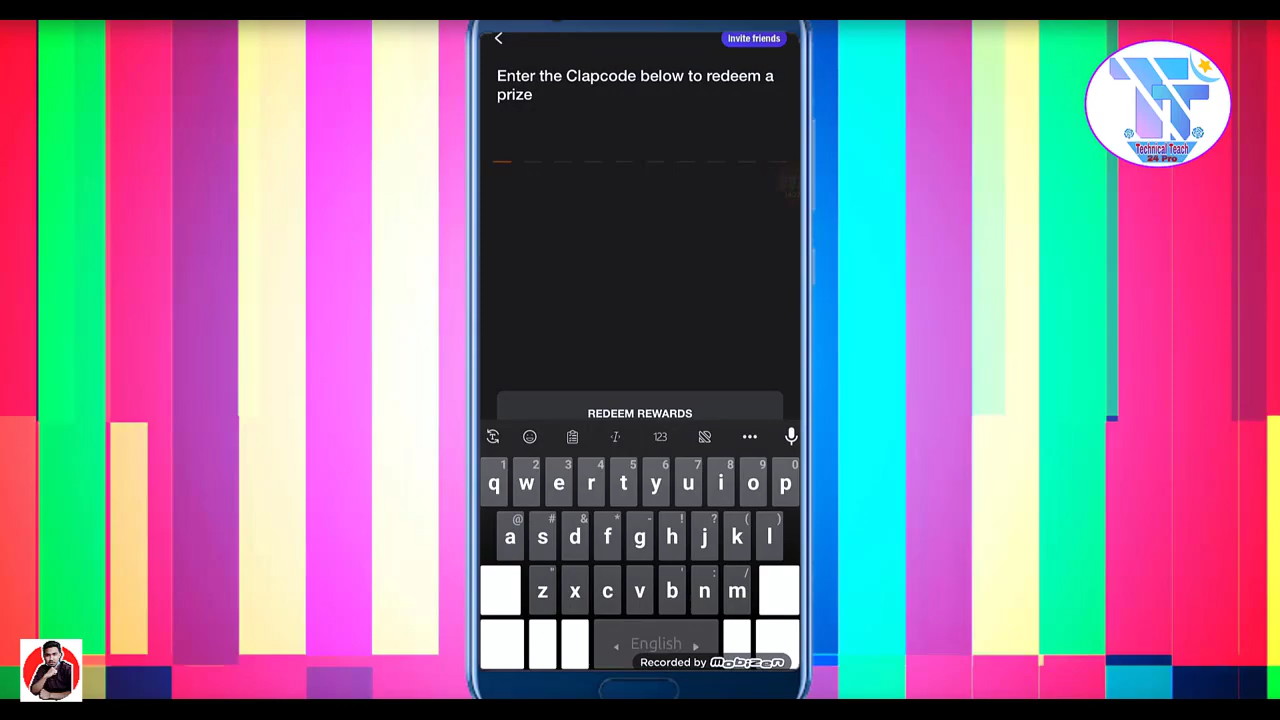 Invite friends
Enter the Clapcode below to redeem a
prize
Technical Teach
24 Pro
REDEEM REWARDS
123
1 2 3 4 5 6 7 8 9 0
q w e r t y u i o p
@ # & * - ! ? ( )
a s d f g h j k l
" ' : /
z x c v b n m
English
Recorded by mobizen